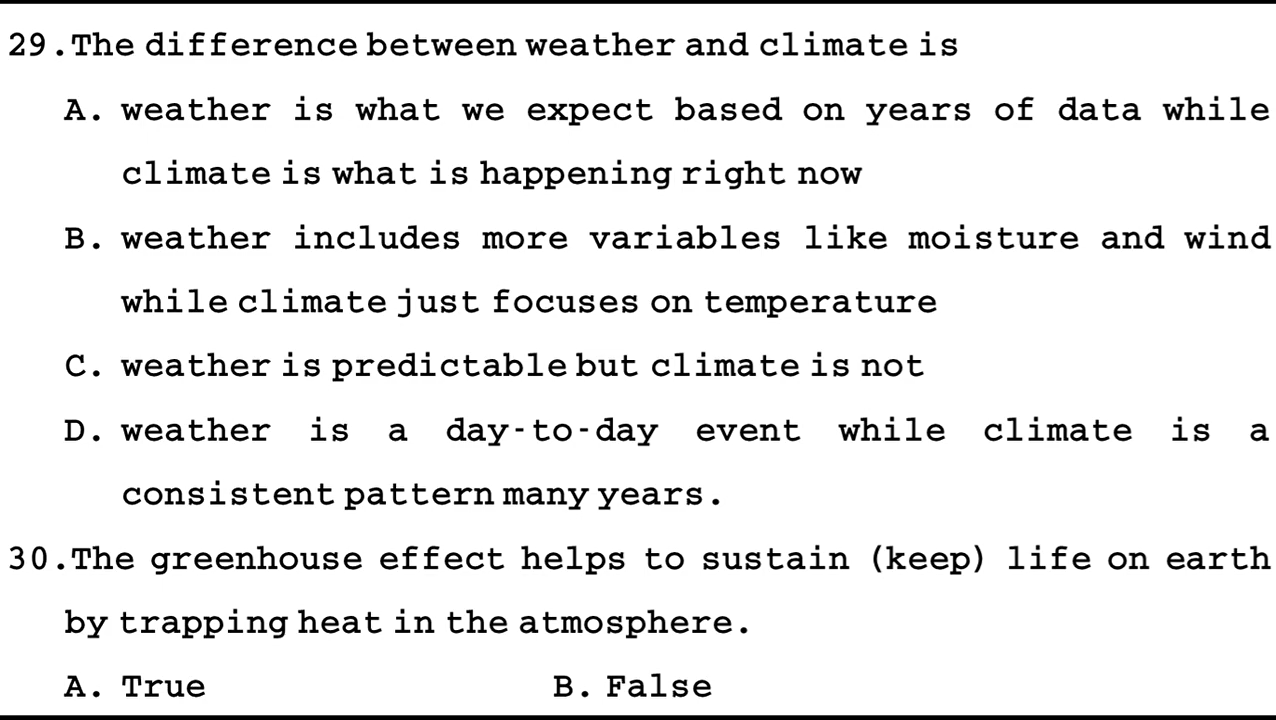 29.The difference between weather and climate is
A. weather is what we expect based on years of data while
climate is what is happening right now
B. weather includes more variables like moisture and wind
while climate just focuses on temperature
C. weather is predictable but climate is not
D. weather is a day-to-day event while climate is a
consistent pattern many years.
30.The greenhouse effect helps to sustain (keep) life on earth
by trapping heat in the atmosphere.
A. True B. False